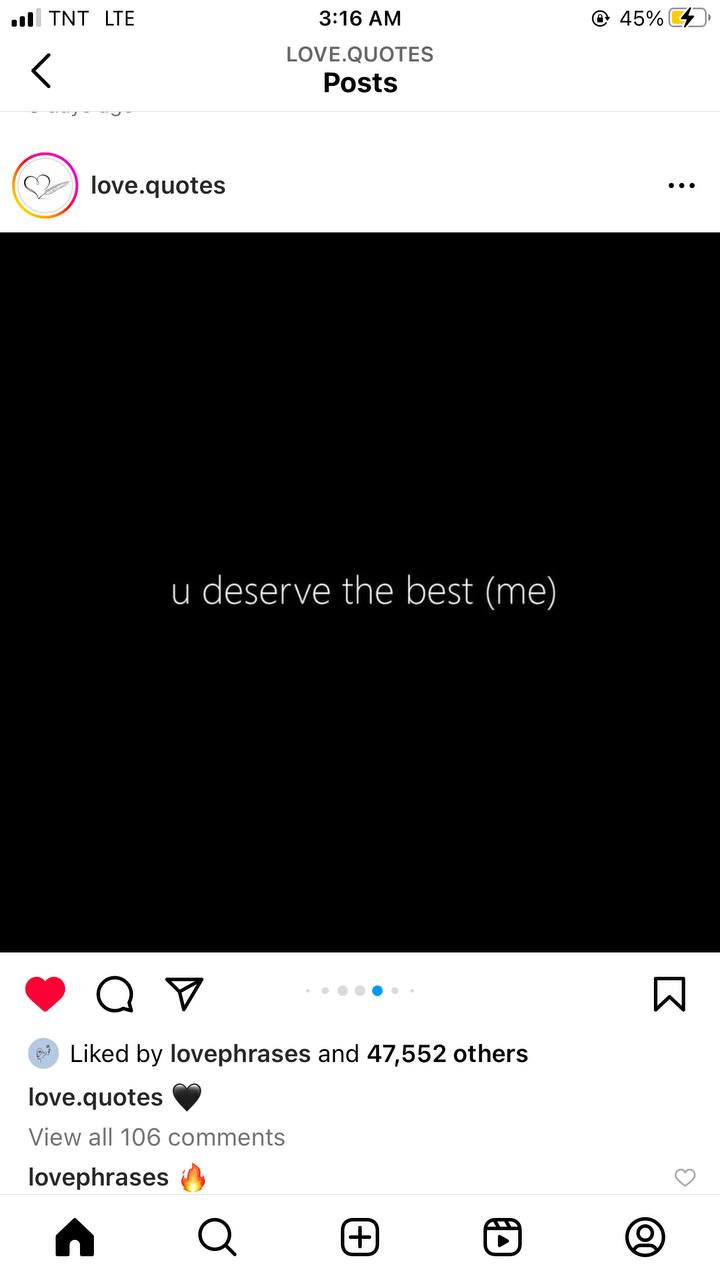 TNT LTE 3:16 AM 45%
LOVE.QUOTES
Posts
love.quotes
u deserve the best (me)
Liked by lovephrases and 47,552 others
love.quotes 🖤
View all 106 comments
lovephrases 🔥